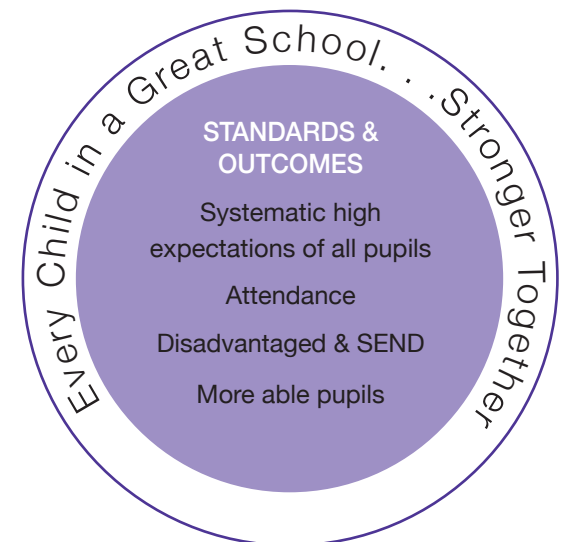 Every Child in a Great School. . .Stronger Together
STANDARDS &
OUTCOMES
Systematic high
expectations of all pupils
Attendance
Disadvantaged & SEND
More able pupils